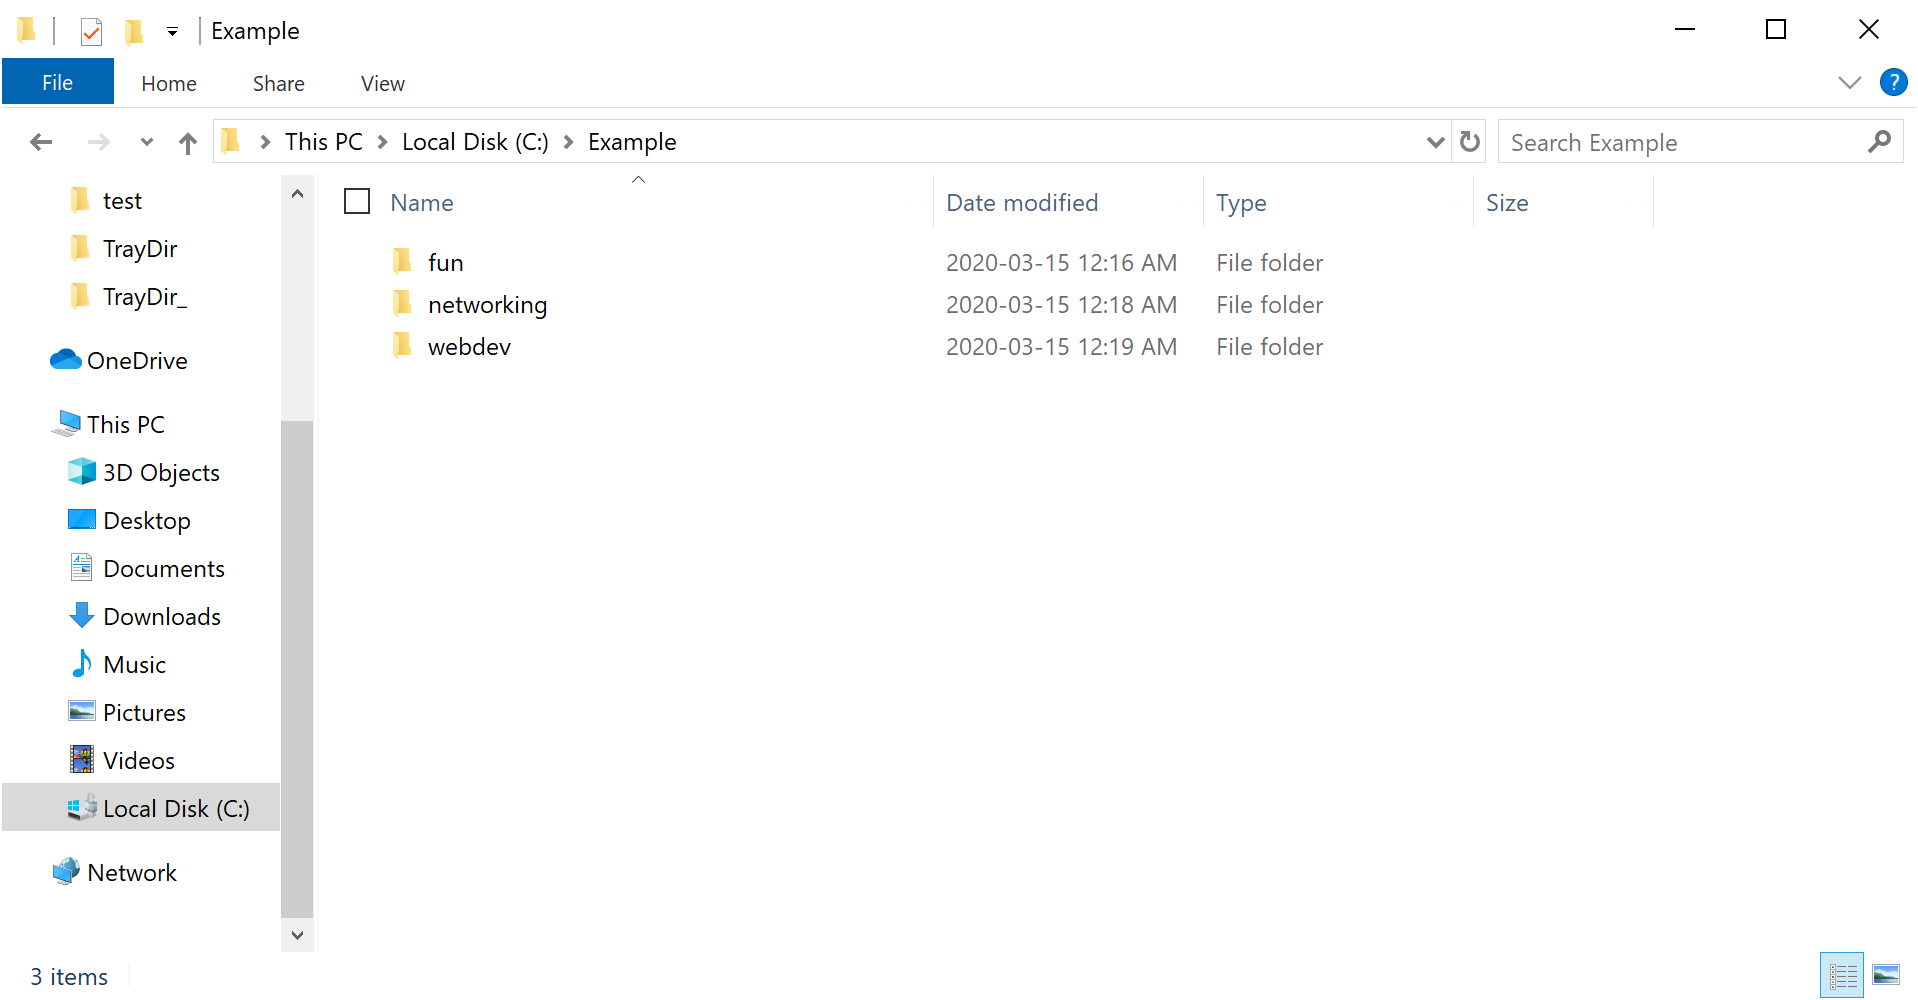 Example
File Home Share View ?
This PC Local Disk (C:) Example Search Example
test
TrayDir
TrayDir_
OneDrive
This PC
3D Objects
Desktop
Documents
Downloads
Music
Pictures
Videos
Local Disk (C:)
Network
Name Date modified Type Size
fun 2020-03-15 12:16 AM File folder
networking 2020-03-15 12:18 AM File folder
webdev 2020-03-15 12:19 AM File folder
3 items